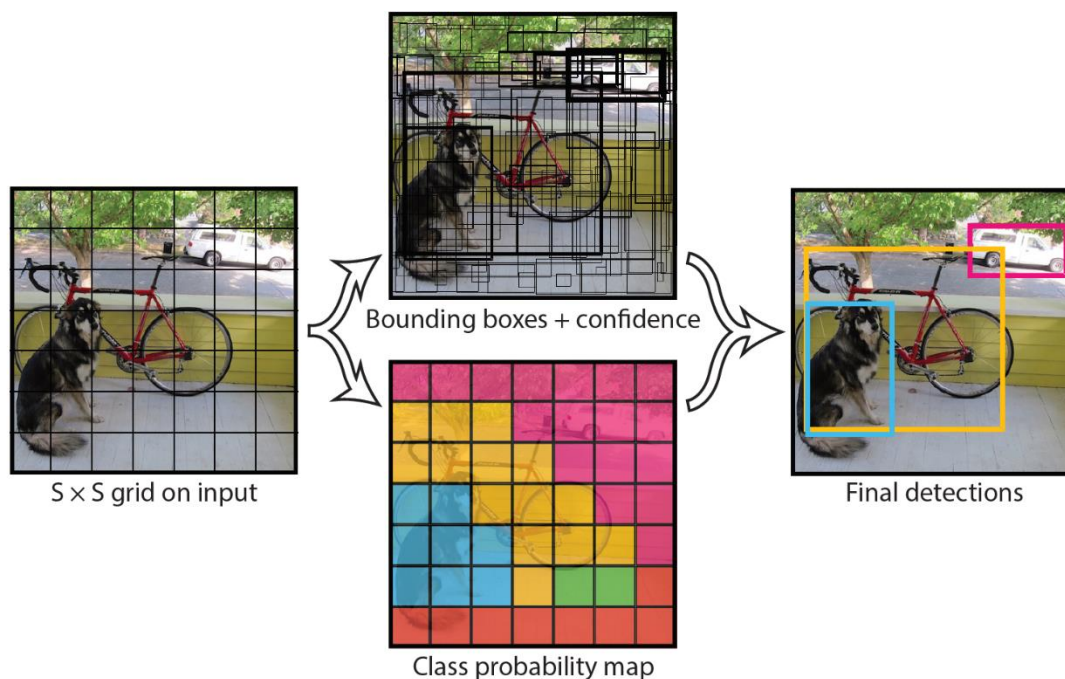 Bounding boxes + confidence
S × S grid on input
Final detections
Class probability map